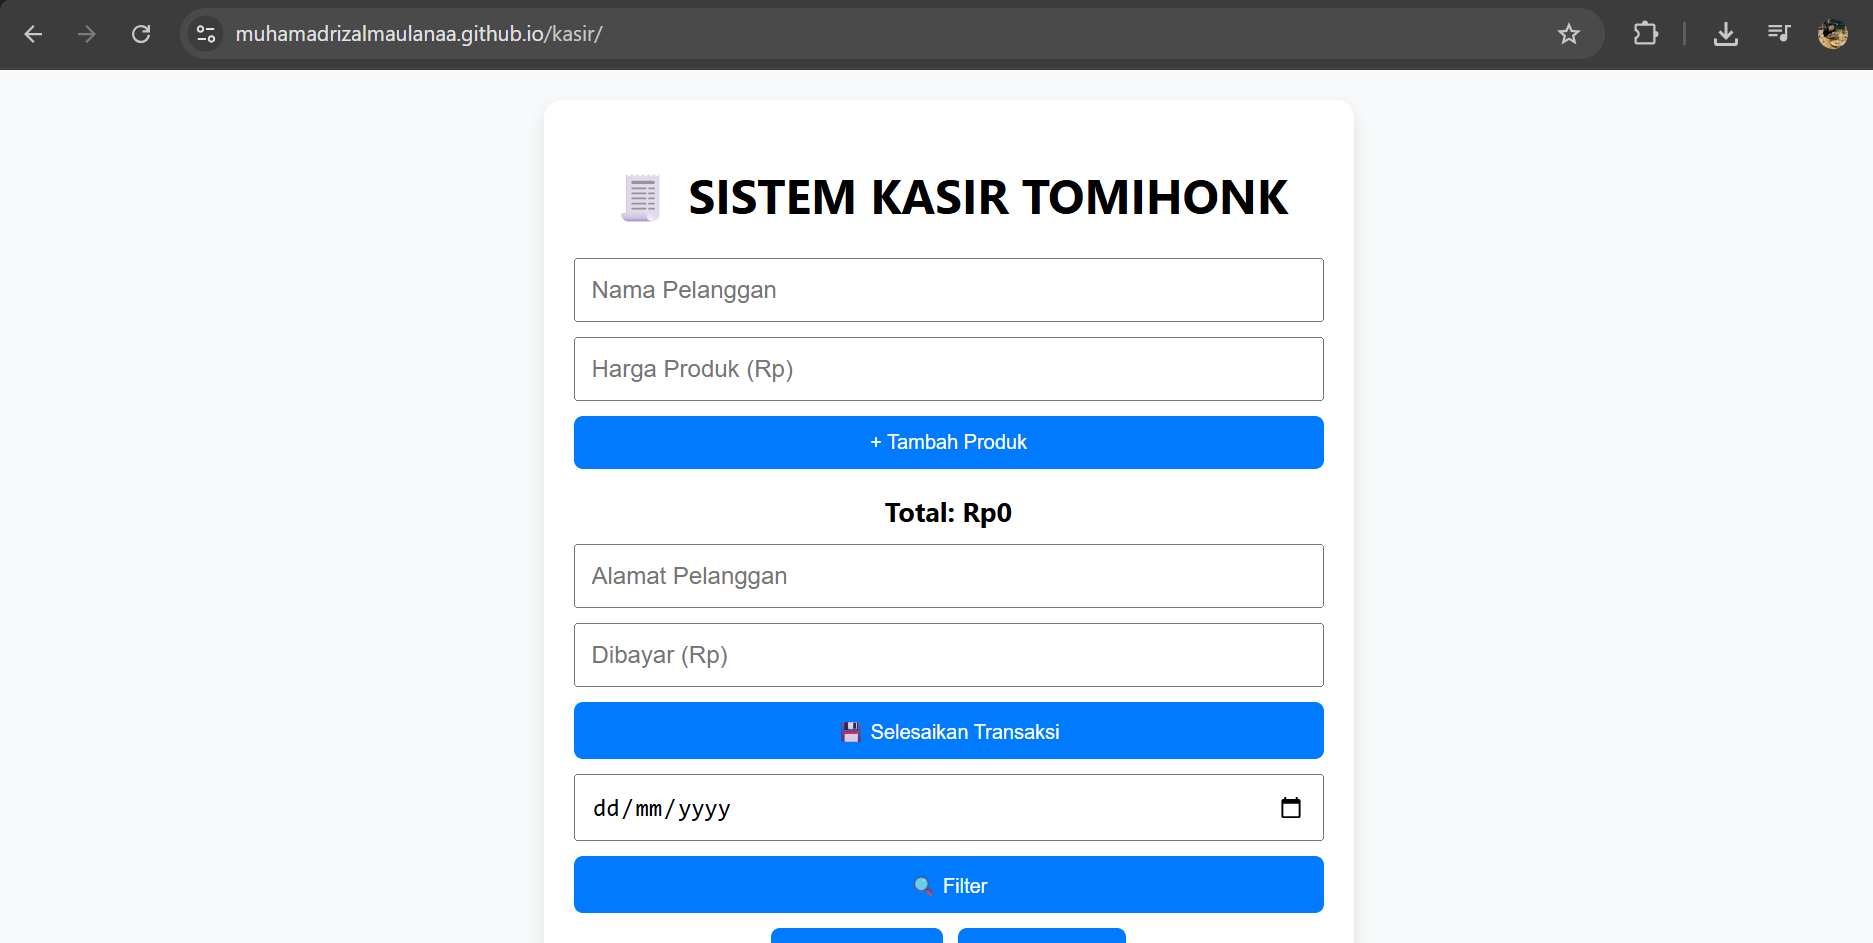 muhamadrizalmaulanaa.github.io/kasir/
SISTEM KASIR TOMIHONK
Nama Pelanggan
Harga Produk (Rp)
+ Tambah Produk
Total: Rp0
Alamat Pelanggan
Dibayar (Rp)
Selesaikan Transaksi
dd/mm/yyyy
Filter